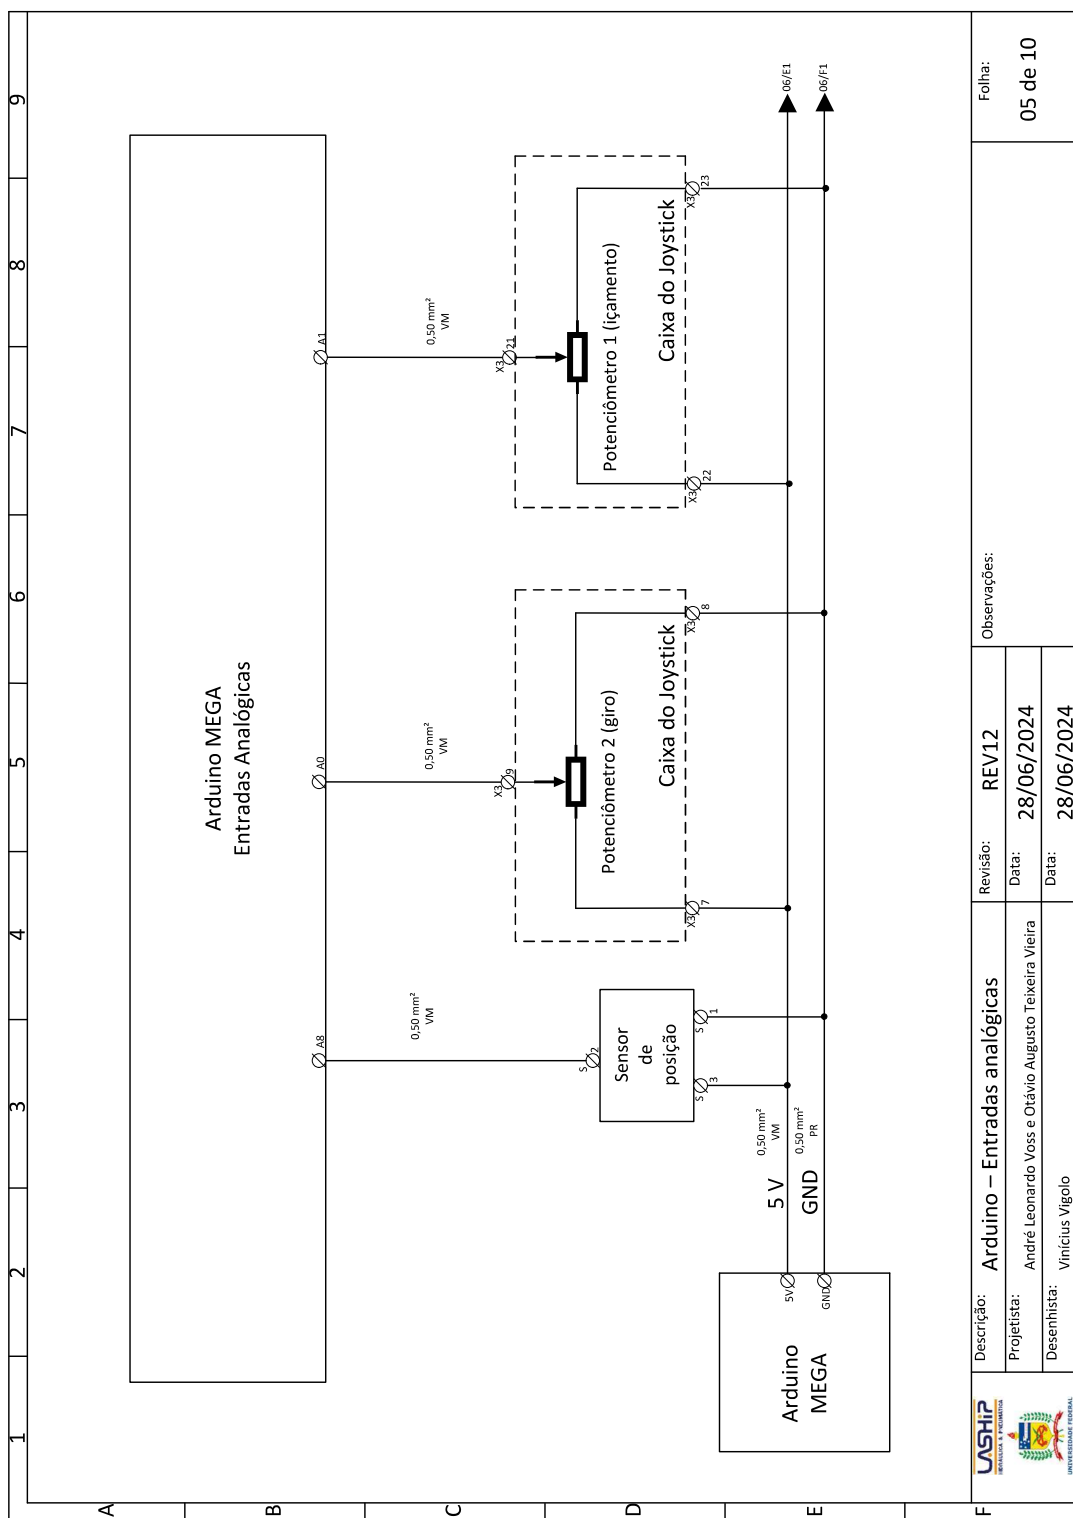 1
2
3
4
5
6
7
8
9
A
B
C
D
E
F
Arduino MEGA
Entradas Analógicas
A8
A0
A1
0,50 mm²
VM
0,50 mm²
VM
0,50 mm²
VM
S
2
Sensor
de
posição
S
3
S
1
X3
9
Potenciômetro 2 (giro)
Caixa do Joystick
X3
7
X3
8
X3
21
Potenciômetro 1 (içamento)
Caixa do Joystick
X3
22
X3
23
Arduino
MEGA
5V
GND
5 V
GND
0,50 mm²
VM
0,50 mm²
PR
06/E1
06/F1
LASHIP
HIDRÁULICA & PNEUMÁTICA
UNIVERSIDADE FEDERAL
Descrição:
Arduino – Entradas analógicas
Projetista:
André Leonardo Voss e Otávio Augusto Teixeira Vieira
Desenhista:
Vinícius Vigolo
Revisão:
REV12
Data:
28/06/2024
Data:
28/06/2024
Observações:
Folha:
05 de 10